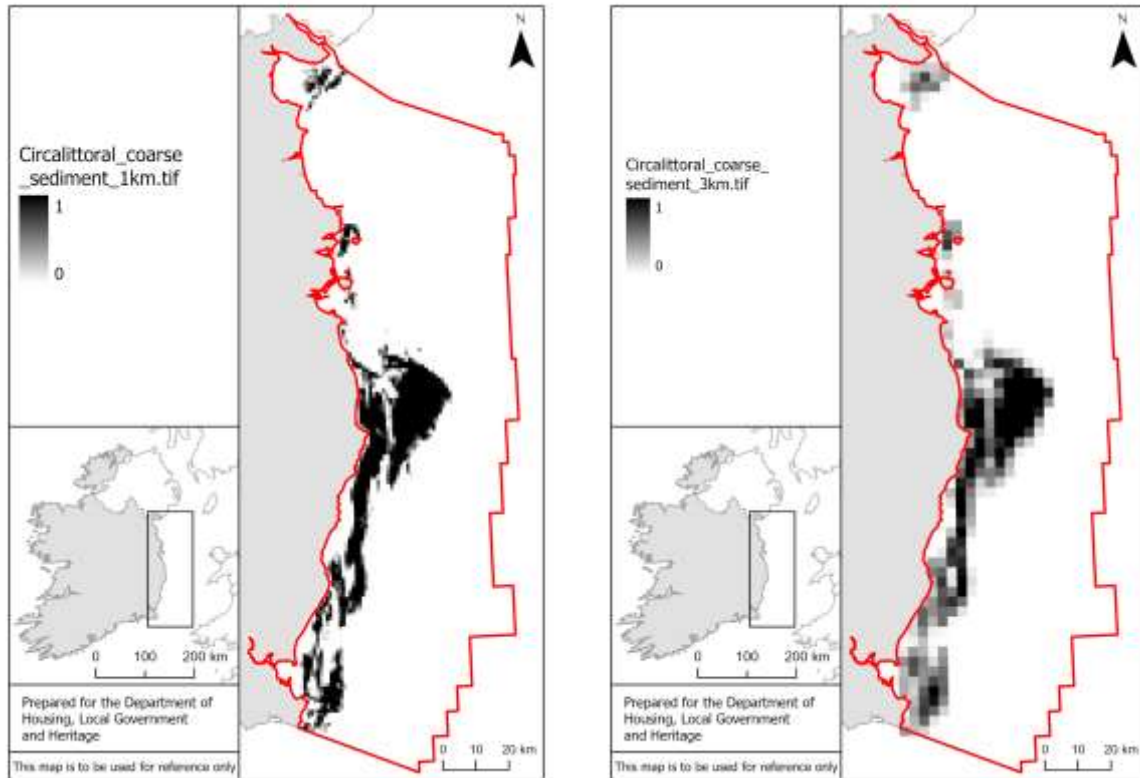 N
Circalittoral_coarse
_sediment_1km.tif
1
0
0 100 200 km
Prepared for the Department of
Housing, Local Government
and Heritage
This map is to be used for reference only
0 10 20 km
N
Circalittoral_coarse_
sediment_3km.tif
1
0
0 100 200 km
Prepared for the Department of
Housing, Local Government
and Heritage
This map is to be used for reference only
0 10 20 km